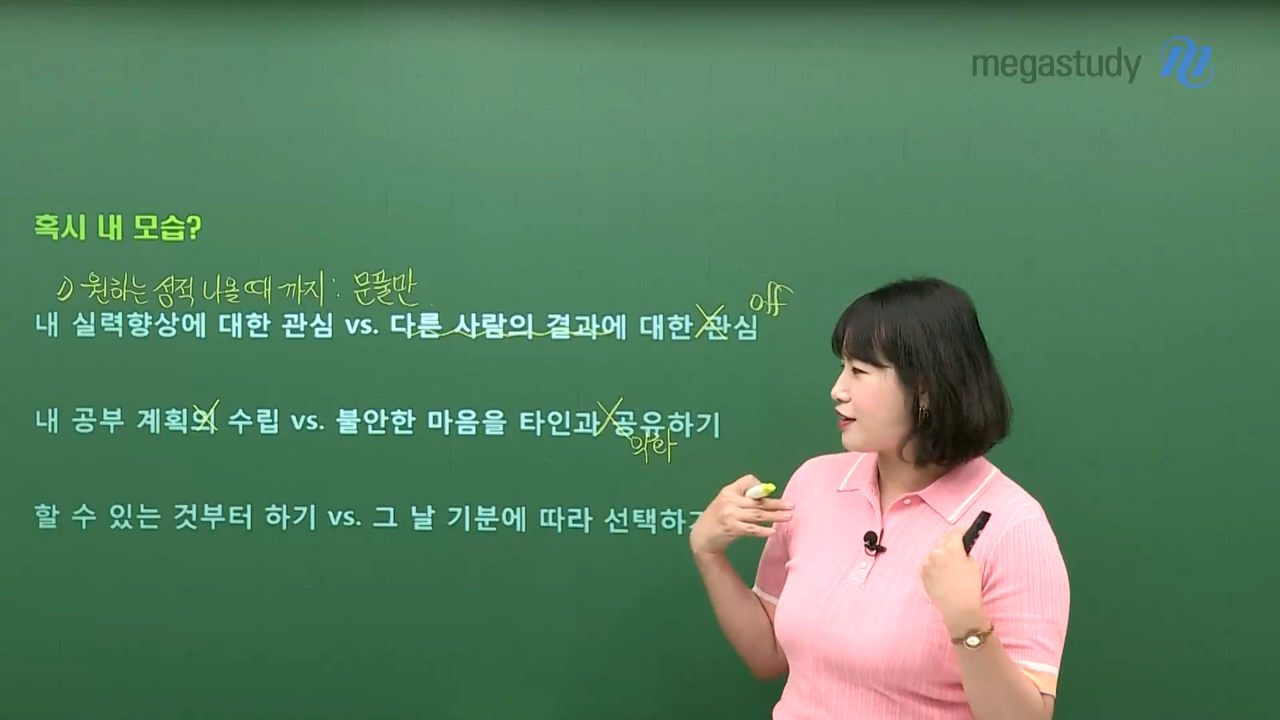 megastudy
혹시 내 모습?
1) 원하는 성적 나올 때 까지 : 문풀만
off
내 실력향상에 대한 관심 vs. 다른 사람의 결과에 대한 관심
내 공부 계획의 수립 vs. 불안한 마음을 타인과 공유하기
악화
할 수 있는 것부터 하기 vs. 그 날 기분에 따라 선택하기